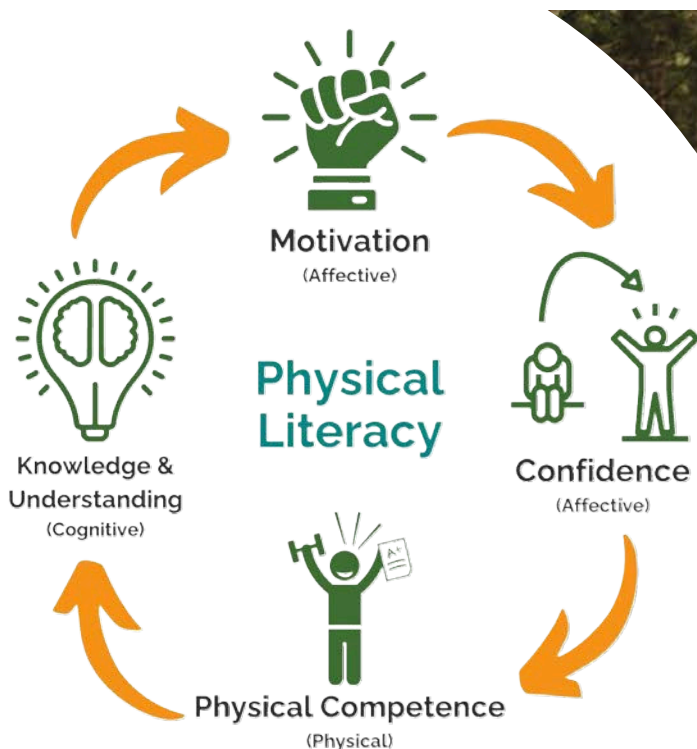 Motivation
(Affective)
Physical
Literacy
Confidence
(Affective)
Knowledge &
Understanding
(Cognitive)
A+
Physical Competence
(Physical)